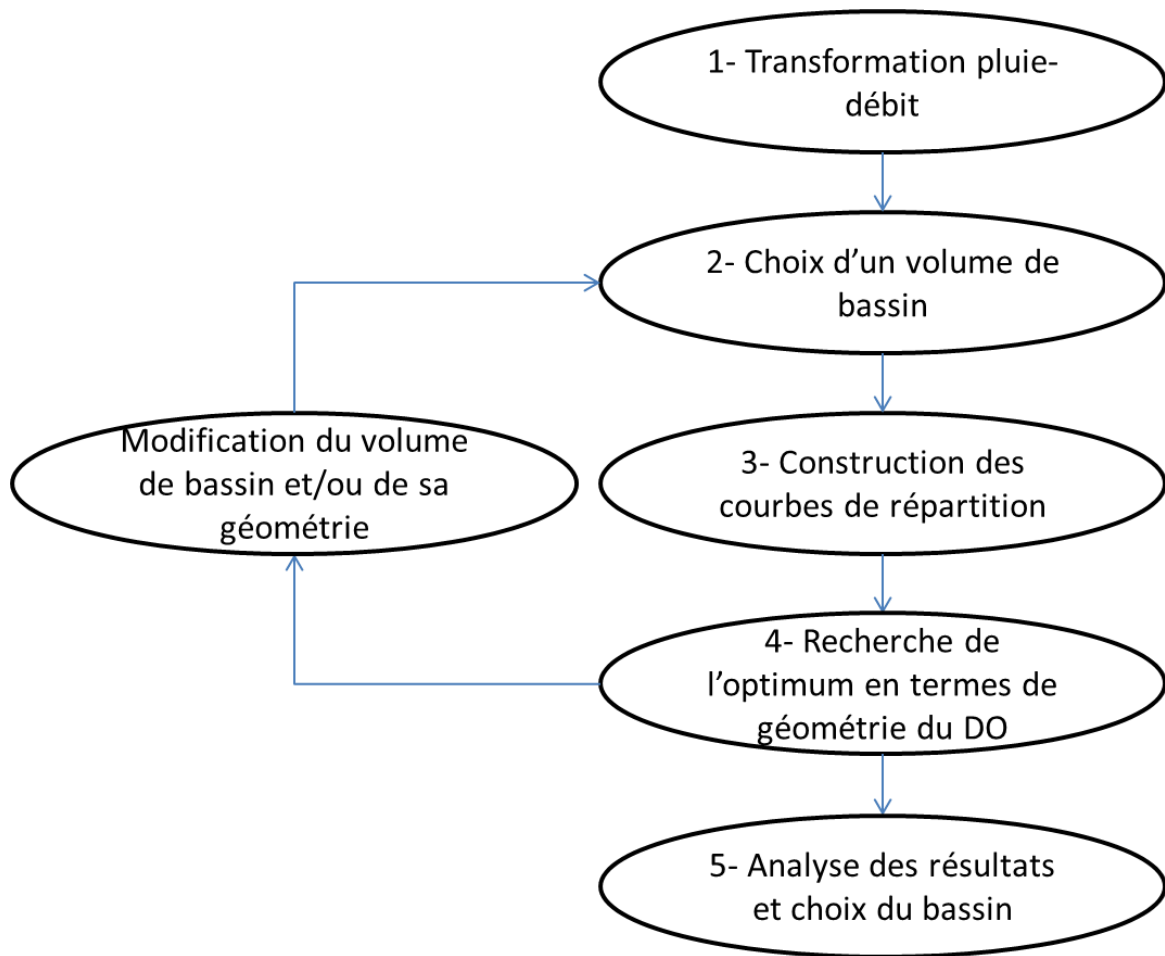 1- Transformation pluie-
débit
2- Choix d’un volume de
bassin
Modification du volume
de bassin et/ou de sa
géométrie
3- Construction des
courbes de répartition
4- Recherche de
l’optimum en termes de
géométrie du DO
5- Analyse des résultats
et choix du bassin